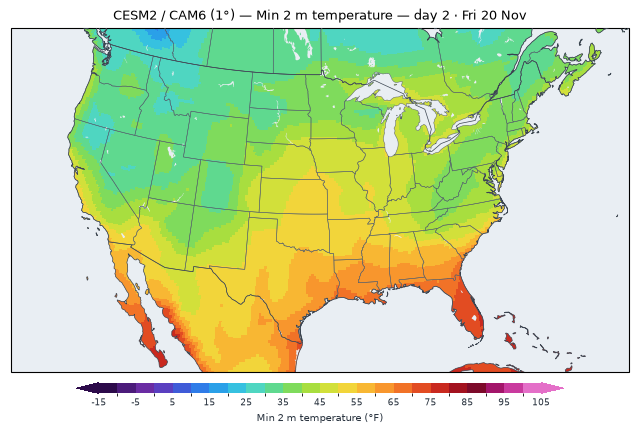 CESM2 / CAM6 (1°) — Min 2 m temperature — day 2 · Fri 20 Nov
-15 -5 5 15 25 35 45 55 65 75 85 95 105
Min 2 m temperature (°F)